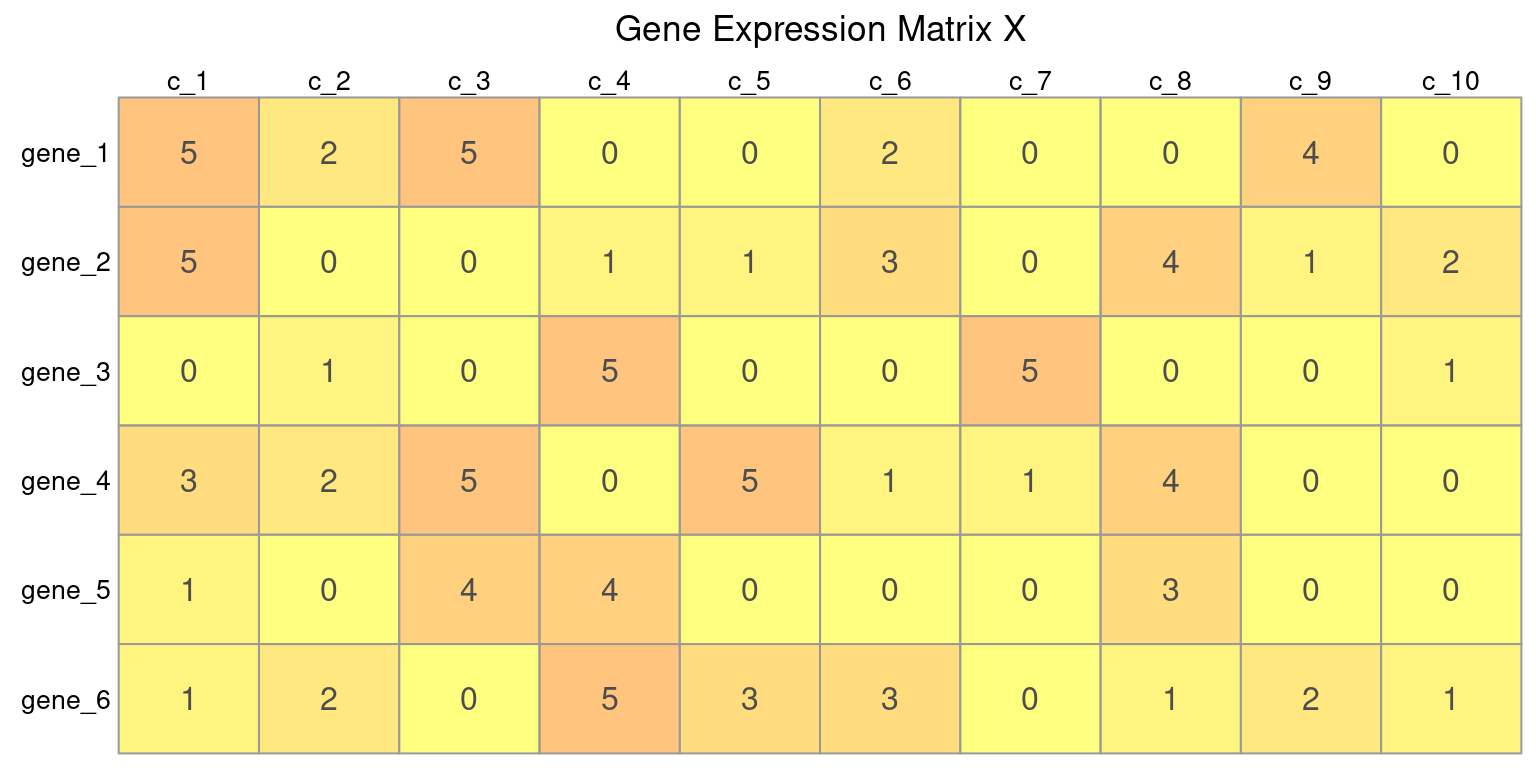 Gene Expression Matrix X
c_1 c_2 c_3 c_4 c_5 c_6 c_7 c_8 c_9 c_10
gene_1 5 2 5 0 0 2 0 0 4 0
gene_2 5 0 0 1 1 3 0 4 1 2
gene_3 0 1 0 5 0 0 5 0 0 1
gene_4 3 2 5 0 5 1 1 4 0 0
gene_5 1 0 4 4 0 0 0 3 0 0
gene_6 1 2 0 5 3 3 0 1 2 1